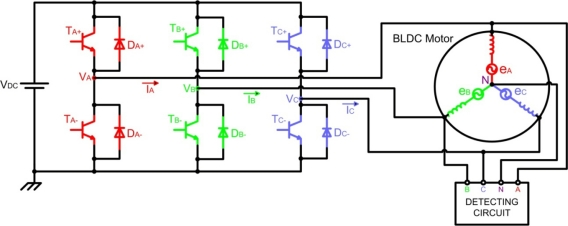 TA+
DA+
TB+
DB+
TC+
DC+
BLDC Motor
VDC
VA
IA
VB
IB
VC
IC
eA
N
eB
eC
TA-
DA-
TB-
DB-
TC-
DC-
B C N A
DETECTING
CIRCUIT